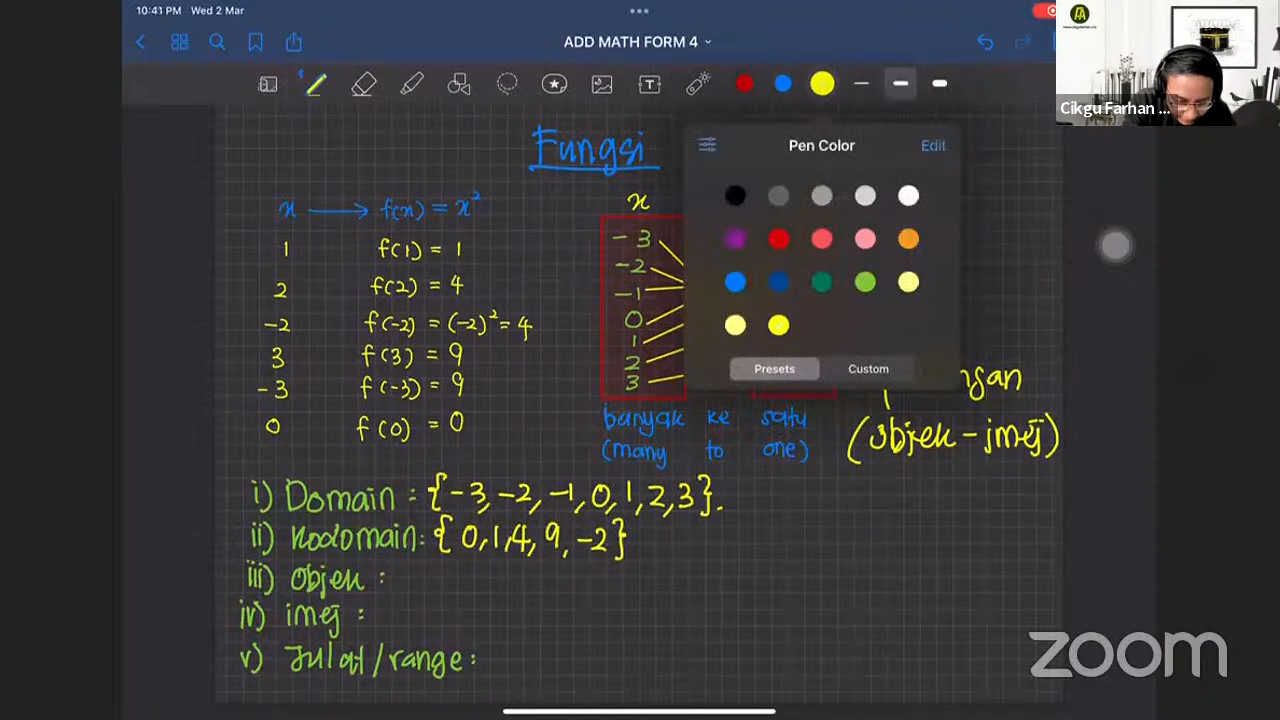 10:41 PM Wed 2 Mar
ADD MATH FORM 4
Cikgu Farhan ...
Fungsi
Pen Color
Edit
Presets
Custom
x → f(x) = x²
1 f(1) = 1
2 f(2) = 4
-2 f(-2) = (-2)² = 4
3 f(3) = 9
-3 f(-3) = 9
0 f(0) = 0
x
-3
-2
-1
0
1
2
3
banyak ke satu
(many to one)
(objek - imej)
i) Domain : {-3, -2, -1, 0, 1, 2, 3}.
ii) Kodomain : {0, 1, 4, 9, -2}
iii) objek :
iv) imej :
v) Julat/range :
zoom